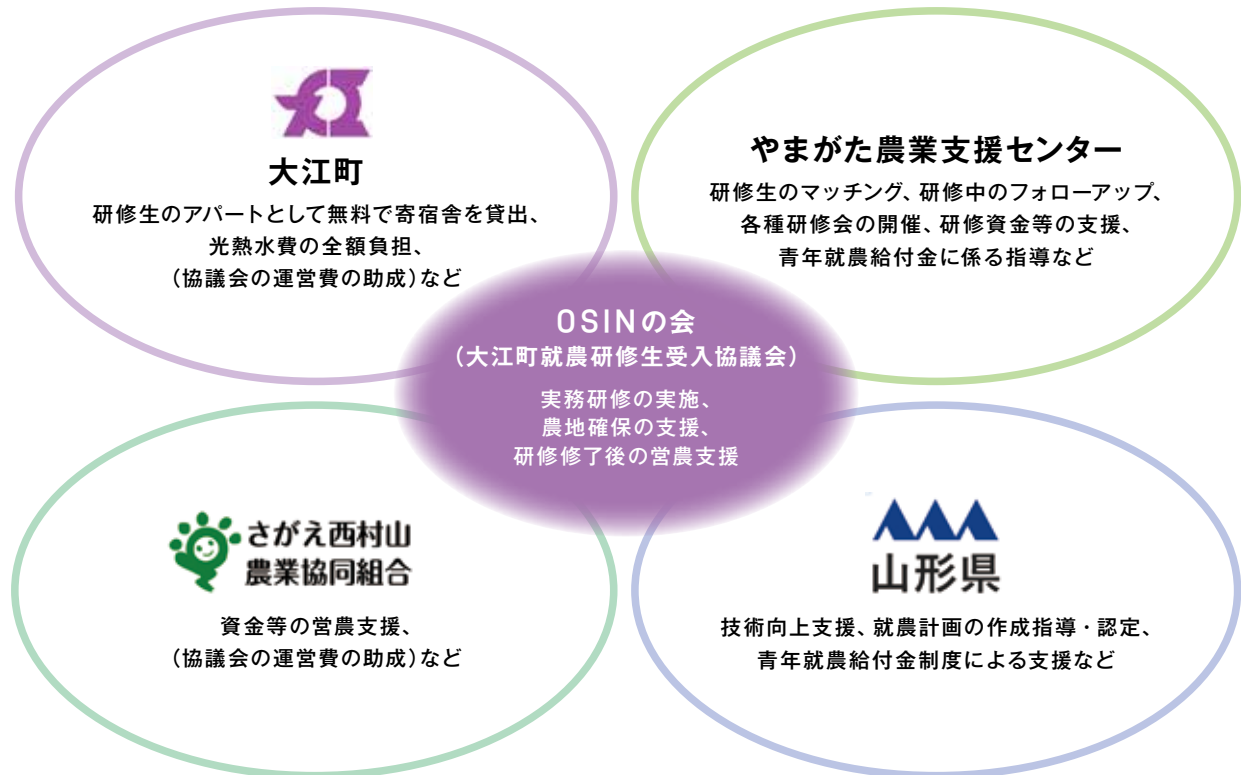 大江町
研修生のアパートとして無料で寄宿舎を貸出、
光熱水費の全額負担、
（協議会の運営費の助成）など
やまがた農業支援センター
研修生のマッチング、研修中のフォローアップ、
各種研修会の開催、研修資金等の支援、
青年就農給付金に係る指導など
OSINの会
（大江町就農研修生受入協議会）
実務研修の実施、
農地確保の支援、
研修修了後の営農支援
さがえ西村山
農業協同組合
資金等の営農支援、
（協議会の運営費の助成）など
山形県
技術向上支援、就農計画の作成指導・認定、
青年就農給付金制度による支援など